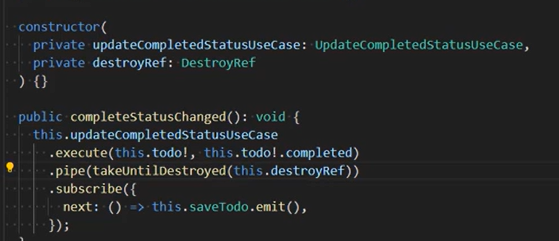 constructor(
private updateCompletedStatusUseCase: UpdateCompletedStatusUseCase,
private destroyRef: DestroyRef
) {}
public completeStatusChanged(): void {
this.updateCompletedStatusUseCase
.execute(this.todo!, this.todo!.completed)
.pipe(takeUntilDestroyed(this.destroyRef))
.subscribe({
next: () => this.saveTodo.emit(),
});
}